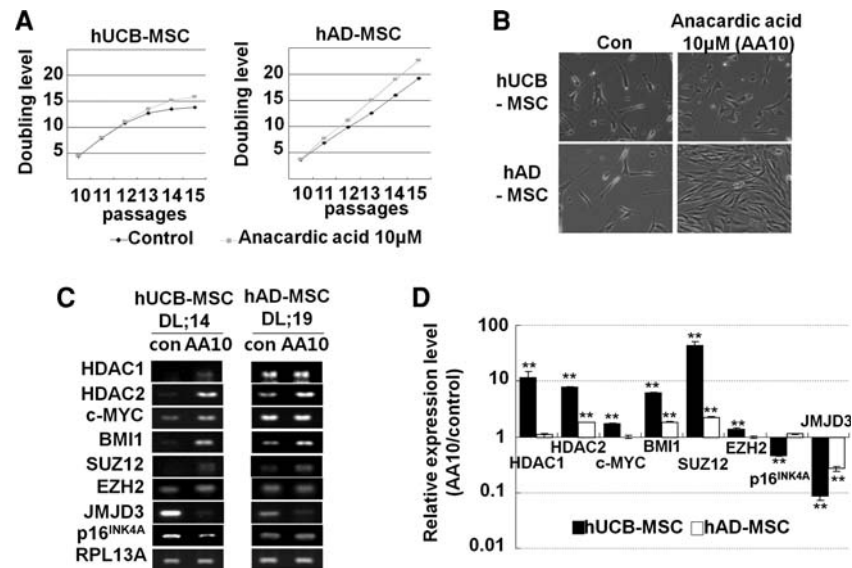 A
hUCB-MSC
hAD-MSC
Doubling level
20
15
10
5
10 11 12 13 14 15
passages
Doubling level
20
15
10
5
10 11 12 13 14 15
passages
Control
Anacardic acid 10μM
B
Con
Anacardic acid
10μM (AA10)
hUCB
- MSC
hAD
- MSC
C
hUCB-MSC
DL;14
con AA10
hAD-MSC
DL;19
con AA10
HDAC1
HDAC2
c-MYC
BMI1
SUZ12
EZH2
JMJD3
p16INK4A
RPL13A
D
Relative expression level
(AA10/control)
100
10
1
0.1
0.01
**
**
**
**
**
**
**
**
**
**
**
**
HDAC1
HDAC2
c-MYC
BMI1
SUZ12
EZH2
p16INK4A
JMJD3
hUCB-MSC
hAD-MSC